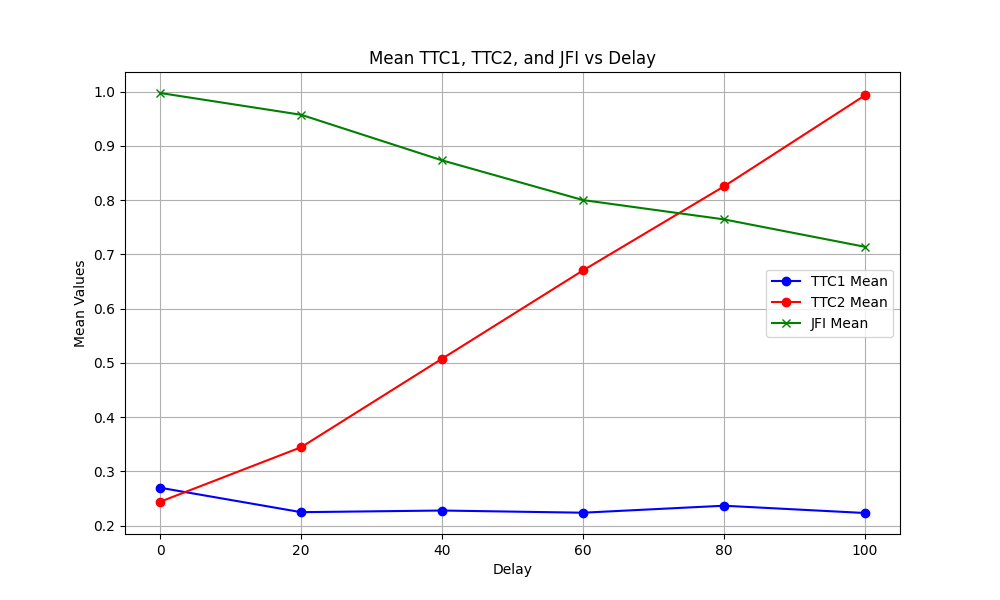 Mean TTC1, TTC2, and JFI vs Delay
Mean Values
1.0
0.9
0.8
0.7
0.6
0.5
0.4
0.3
0.2
TTC1 Mean
TTC2 Mean
JFI Mean
0 20 40 60 80 100
Delay